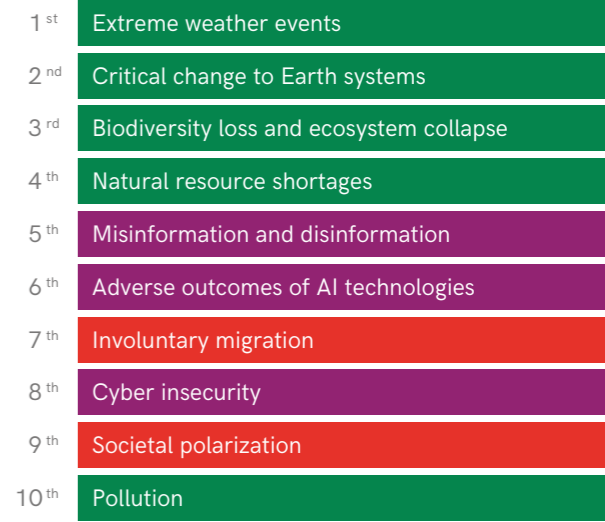 1st Extreme weather events
2nd Critical change to Earth systems
3rd Biodiversity loss and ecosystem collapse
4th Natural resource shortages
5th Misinformation and disinformation
6th Adverse outcomes of AI technologies
7th Involuntary migration
8th Cyber insecurity
9th Societal polarization
10th Pollution